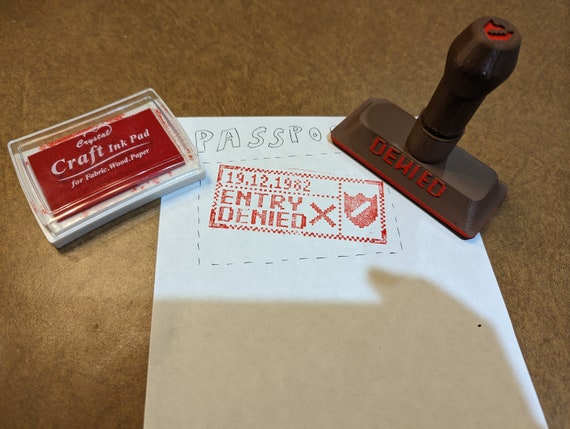 Crystal
Craft Ink Pad
for Fabric.Wood.Paper
PASSPO
DENIED
19.12.1982
ENTRY
DENIED